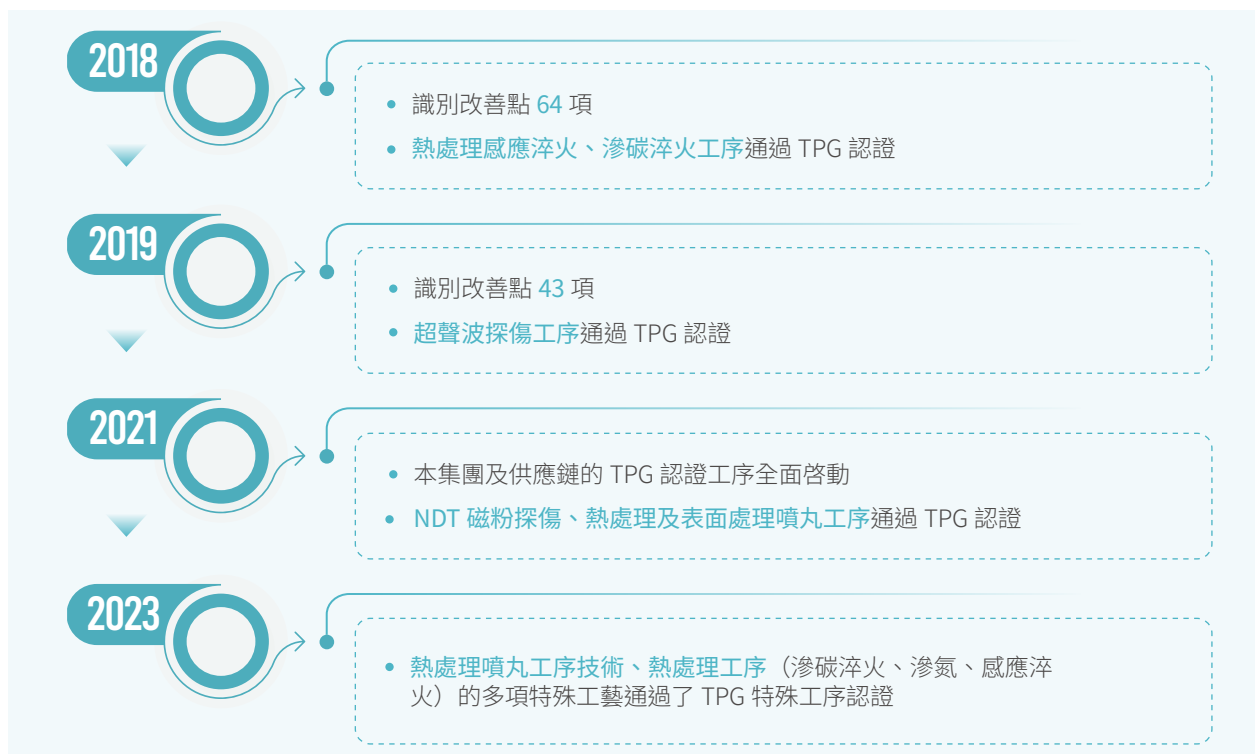 2018
• 識別改善點 64 項
• 熱處理感應淬火、滲碳淬火工序通過 TPG 認證
2019
• 識別改善點 43 項
• 超聲波探傷工序通過 TPG 認證
2021
• 本集團及供應鏈的 TPG 認證工序全面啓動
• NDT 磁粉探傷、熱處理及表面處理噴丸工序通過 TPG 認證
2023
• 熱處理噴丸工序技術、熱處理工序（滲碳淬火、滲氮、感應淬
火）的多項特殊工藝通過了 TPG 特殊工序認證